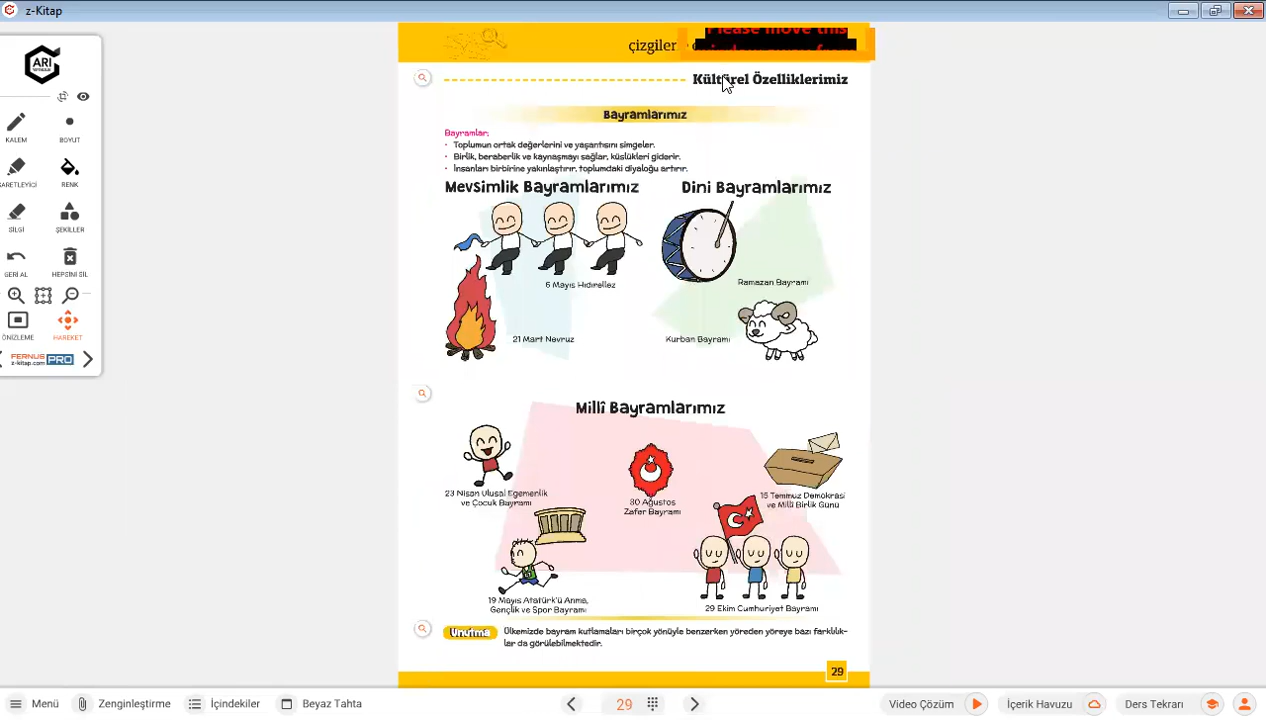 z-Kitap
çizgiler
Please move this
ARI
Kültürel Özelliklerimiz
KALEM
BOYUT
ŞARETLEYİCİ
RENK
SİLGİ
ŞEKİLLER
GERİ AL
HEPSİNİ SİL
ÖNİZLEME
HAREKET
FERNUS
z-kitap.com PRO
Bayramlarımız
Bayramlar;
• Toplumun ortak değerlerini ve yaşantısını simgeler.
• Birlik, beraberlik ve kaynaşmayı sağlar, küslükleri giderir.
• İnsanları birbirine yakınlaştırır, toplumdaki diyaloğu artırır.
Mevsimlik Bayramlarımız
Dini Bayramlarımız
6 Mayıs Hıdırellez
Ramazan Bayramı
21 Mart Nevruz
Kurban Bayramı
Millî Bayramlarımız
23 Nisan Ulusal Egemenlik
ve Çocuk Bayramı
30 Ağustos
Zafer Bayramı
15 Temmuz Demokrasi
ve Millî Birlik Günü
19 Mayıs Atatürk'ü Anma,
Gençlik ve Spor Bayramı
29 Ekim Cumhuriyet Bayramı
Unutma
Ülkemizde bayram kutlamaları birçok yönüyle benzerken yöreden yöreye bazı farklılık-
lar da görülebilmektedir.
29
Menü
Zenginleştirme
İçindekiler
Beyaz Tahta
29
Video Çözüm
İçerik Havuzu
Ders Tekrarı